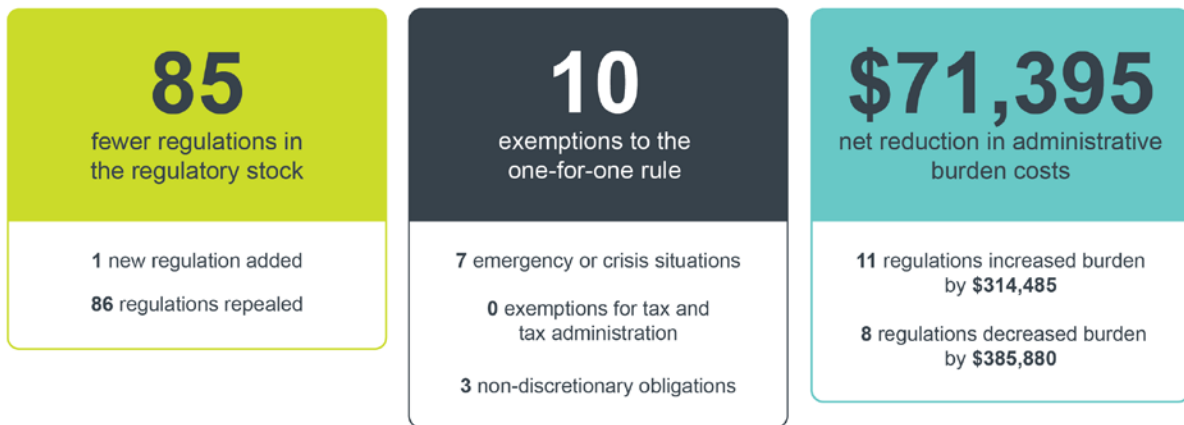 85
fewer regulations in
the regulatory stock
1 new regulation added
86 regulations repealed
10
exemptions to the
one-for-one rule
7 emergency or crisis situations
0 exemptions for tax and
tax administration
3 non-discretionary obligations
$71,395
net reduction in administrative
burden costs
11 regulations increased burden
by $314,485
8 regulations decreased burden
by $385,880